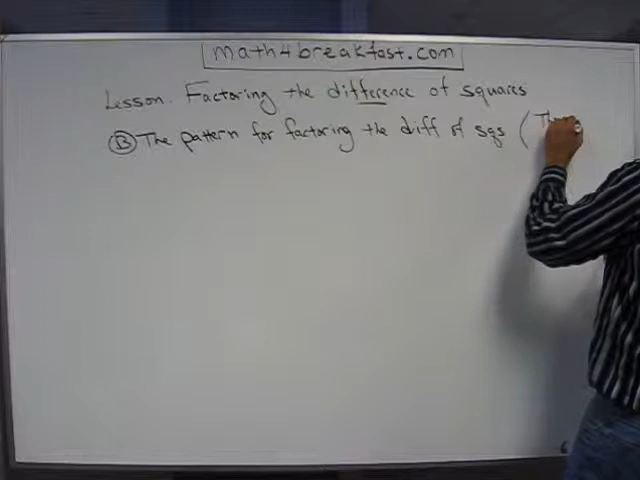 math4breakfast.com
Lesson. Factoring the difference of squares
B The pattern for factoring the diff of sqs (